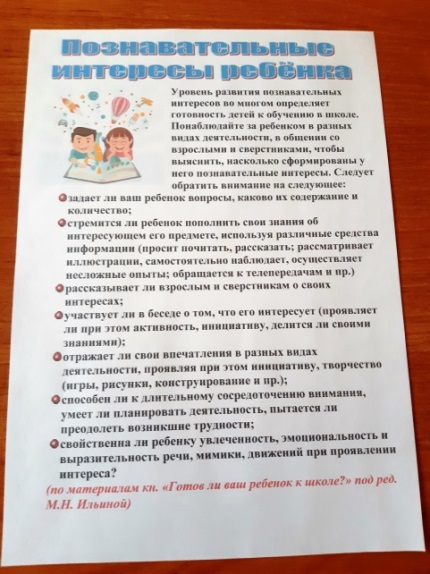 Познавательные
интересы ребёнка
Уровень развития познавательных
интересов во многом определяет
готовность детей к обучению в школе.
Понаблюдайте за ребенком в разных
видах деятельности, в общении со
взрослыми и сверстниками, чтобы
выяснить, насколько сформированы у
него познавательные интересы. Следует
обратить внимание на следующее:
задает ли ваш ребенок вопросы, каково их содержание и
количество;
стремится ли ребенок пополнить свои знания об
интересующем его предмете, используя различные средства
информации (просит почитать, рассказать; рассматривает
иллюстрации, самостоятельно наблюдает, осуществляет
несложные опыты; обращается к телепередачам и пр.)
рассказывает ли взрослым и сверстникам о своих
интересах;
участвует ли в беседе о том, что его интересует (проявляет
ли при этом активность, инициативу, делится ли своими
знаниями);
отражает ли свои впечатления в разных видах
деятельности, проявляя при этом инициативу, творчество
(игры, рисунки, конструирование и пр.);
способен ли к длительному сосредоточению внимания,
умеет ли планировать деятельность, пытается ли
преодолеть возникшие трудности;
свойственна ли ребенку увлеченность, эмоциональность и
выразительность речи, мимики, движений при проявлении
интереса?
(по материалам кн. «Готов ли ваш ребенок к школе?» под ред.
М.Н. Ильиной)